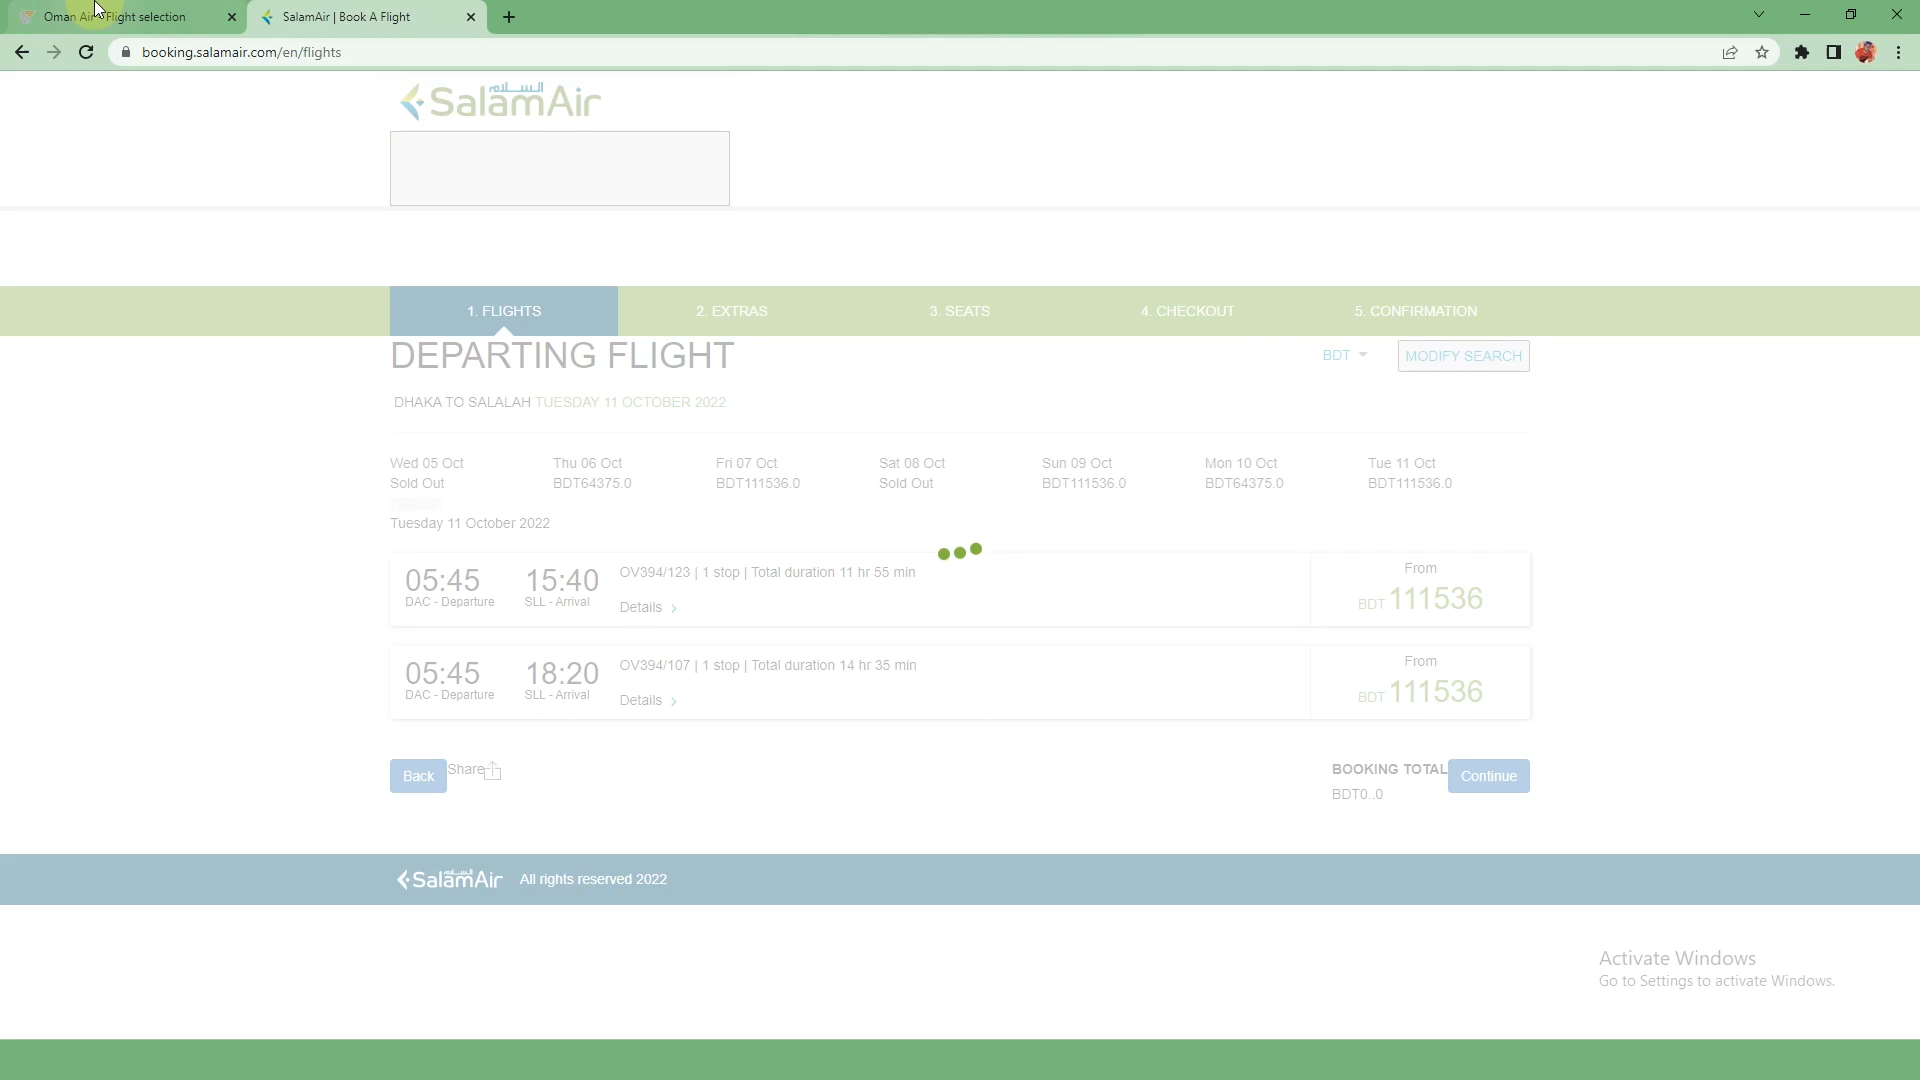 Oman Air - Flight selection
SalamAir | Book A Flight
booking.salamair.com/en/flights
السلام
SalamAir
1. FLIGHTS
2. EXTRAS
3. SEATS
4. CHECKOUT
5. CONFIRMATION
DEPARTING FLIGHT
BDT
MODIFY SEARCH
DHAKA TO SALALAH TUESDAY 11 OCTOBER 2022
Wed 05 Oct
Sold Out
Thu 06 Oct
BDT64375.0
Fri 07 Oct
BDT111536.0
Sat 08 Oct
Sold Out
Sun 09 Oct
BDT111536.0
Mon 10 Oct
BDT64375.0
Tue 11 Oct
BDT111536.0
Tuesday 11 October 2022
05:45
DAC - Departure
15:40
SLL - Arrival
OV394/123 | 1 stop | Total duration 11 hr 55 min
Details
From
BDT 111536
05:45
DAC - Departure
18:20
SLL - Arrival
OV394/107 | 1 stop | Total duration 14 hr 35 min
Details
From
BDT 111536
Back
Share
BOOKING TOTAL
BDT0..0
Continue
السلام
SalamAir
All rights reserved 2022
Activate Windows
Go to Settings to activate Windows.